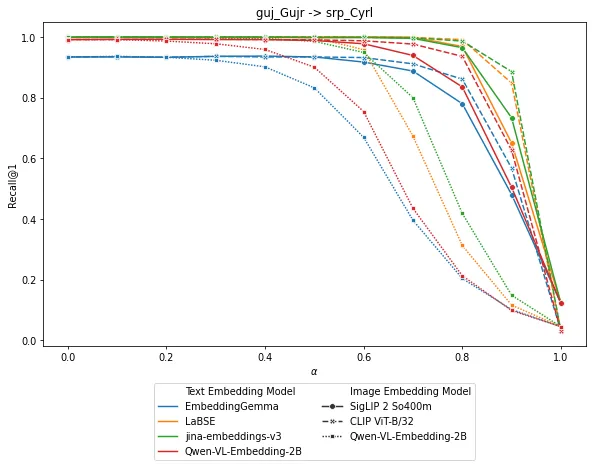 guj_Gujr -> srp_Cyrl
Recall@1
1.0
0.8
0.6
0.4
0.2
0.0
0.0 0.2 0.4 0.6 0.8 1.0
α
Text Embedding Model Image Embedding Model
EmbeddingGemma SigLIP 2 So400m
LaBSE CLIP ViT-B/32
jina-embeddings-v3 Qwen-VL-Embedding-2B
Qwen-VL-Embedding-2B